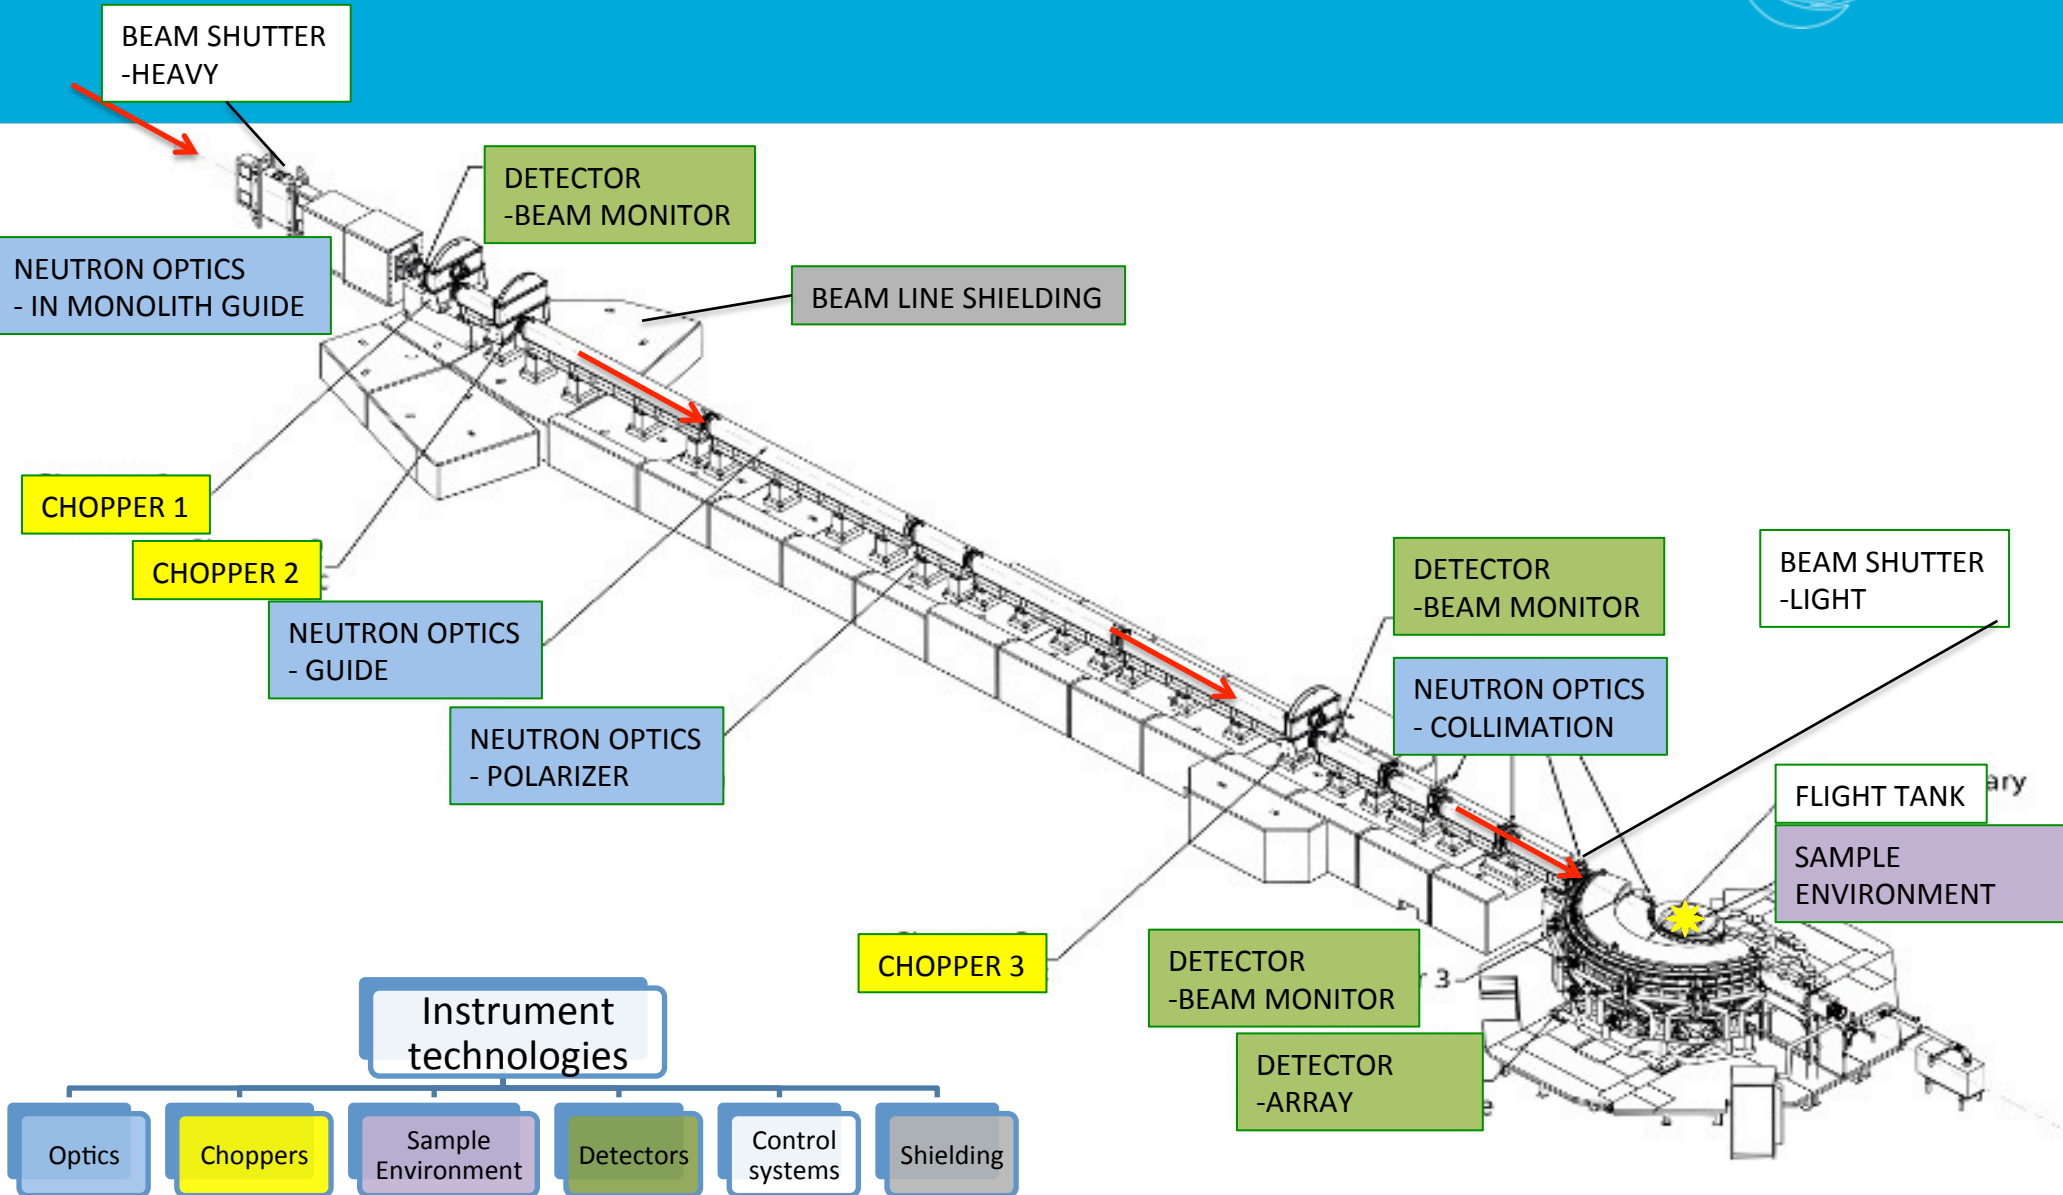 BEAM SHUTTER
-HEAVY
DETECTOR
-BEAM MONITOR
NEUTRON OPTICS
- IN MONOLITH GUIDE
BEAM LINE SHIELDING
CHOPPER 1
CHOPPER 2
NEUTRON OPTICS
- GUIDE
NEUTRON OPTICS
- POLARIZER
DETECTOR
-BEAM MONITOR
BEAM SHUTTER
-LIGHT
NEUTRON OPTICS
- COLLIMATION
FLIGHT TANK
ary
SAMPLE
ENVIRONMENT
CHOPPER 3
DETECTOR
-BEAM MONITOR
r 3
DETECTOR
-ARRAY
e
Instrument
technologies
Optics
Choppers
Sample
Environment
Detectors
Control
systems
Shielding